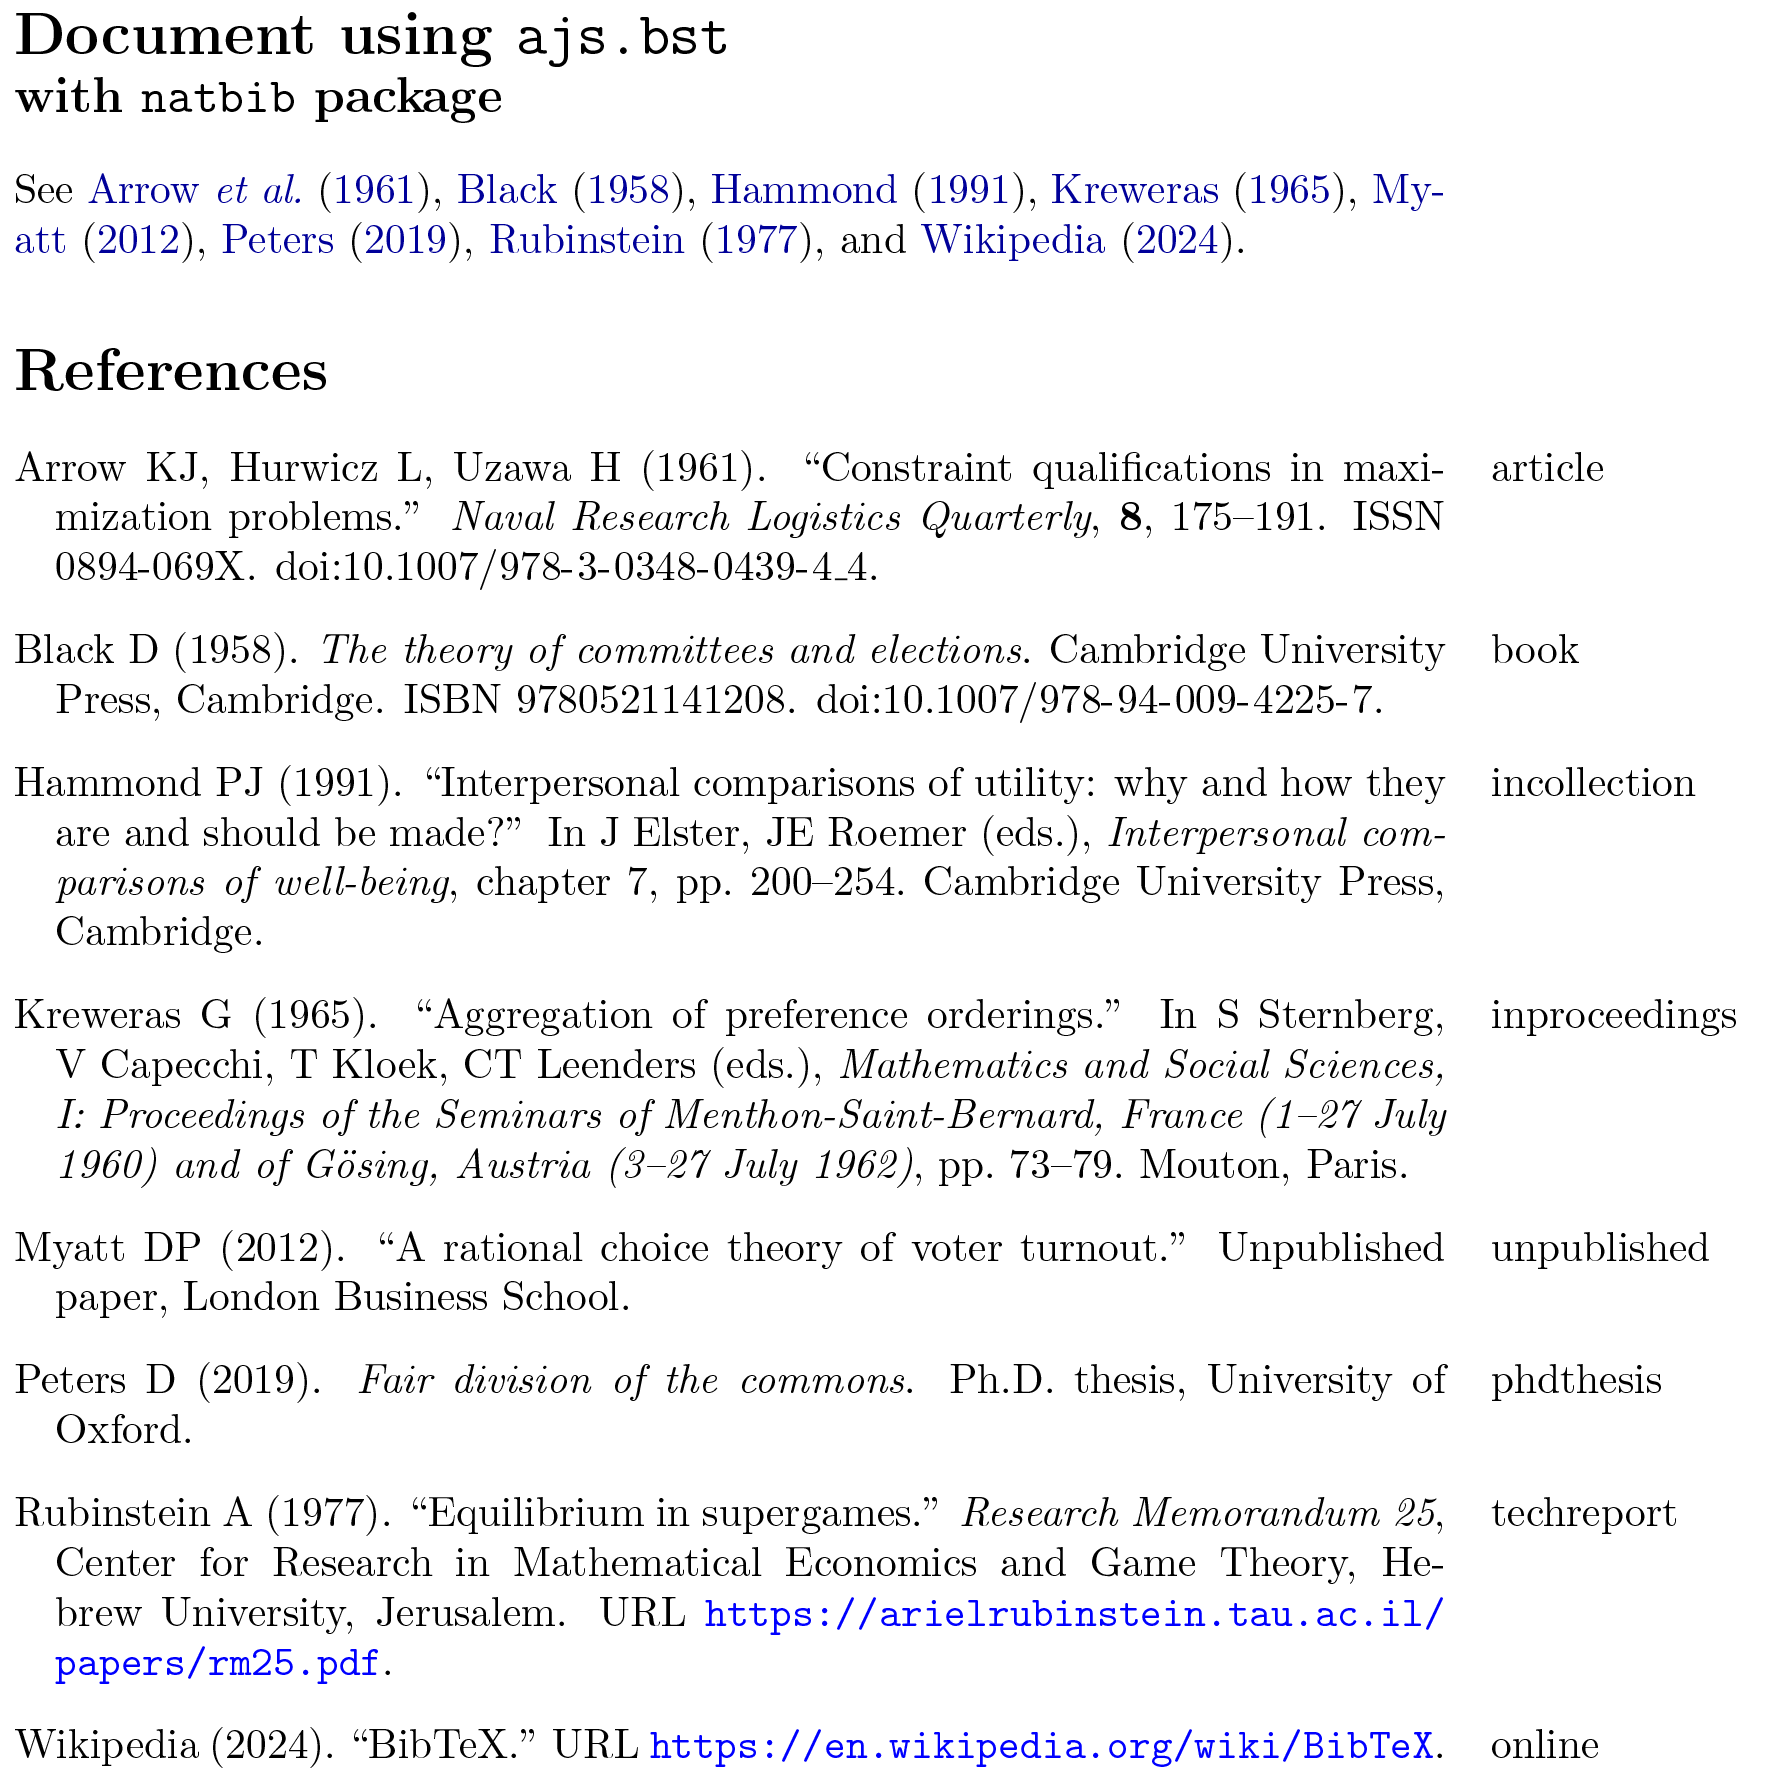 Document using ajs.bst
with natbib package
See Arrow et al. (1961), Black (1958), Hammond (1991), Kreweras (1965), My-
att (2012), Peters (2019), Rubinstein (1977), and Wikipedia (2024).
References
Arrow KJ, Hurwicz L, Uzawa H (1961). “Constraint qualifications in maxi- article
mization problems.” Naval Research Logistics Quarterly, 8, 175–191. ISSN
0894-069X. doi:10.1007/978-3-0348-0439-4_4.
Black D (1958). The theory of committees and elections. Cambridge University book
Press, Cambridge. ISBN 9780521141208. doi:10.1007/978-94-009-4225-7.
Hammond PJ (1991). “Interpersonal comparisons of utility: why and how they incollection
are and should be made?” In J Elster, JE Roemer (eds.), Interpersonal com-
parisons of well-being, chapter 7, pp. 200–254. Cambridge University Press,
Cambridge.
Kreweras G (1965). “Aggregation of preference orderings.” In S Sternberg, inproceedings
V Capecchi, T Kloek, CT Leenders (eds.), Mathematics and Social Sciences,
I: Proceedings of the Seminars of Menthon-Saint-Bernard, France (1–27 July
1960) and of Gösing, Austria (3–27 July 1962), pp. 73–79. Mouton, Paris.
Myatt DP (2012). “A rational choice theory of voter turnout.” Unpublished unpublished
paper, London Business School.
Peters D (2019). Fair division of the commons. Ph.D. thesis, University of phdthesis
Oxford.
Rubinstein A (1977). “Equilibrium in supergames.” Research Memorandum 25, techreport
Center for Research in Mathematical Economics and Game Theory, He-
brew University, Jerusalem. URL https://arielrubinstein.tau.ac.il/
papers/rm25.pdf.
Wikipedia (2024). “BibTeX.” URL https://en.wikipedia.org/wiki/BibTeX. online